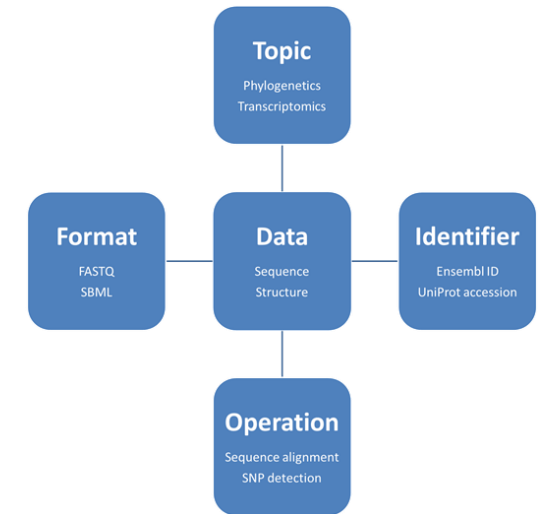 Topic
Phylogenetics
Transcriptomics
Format
FASTQ
SBML
Data
Sequence
Structure
Identifier
Ensembl ID
UniProt accession
Operation
Sequence alignment
SNP detection